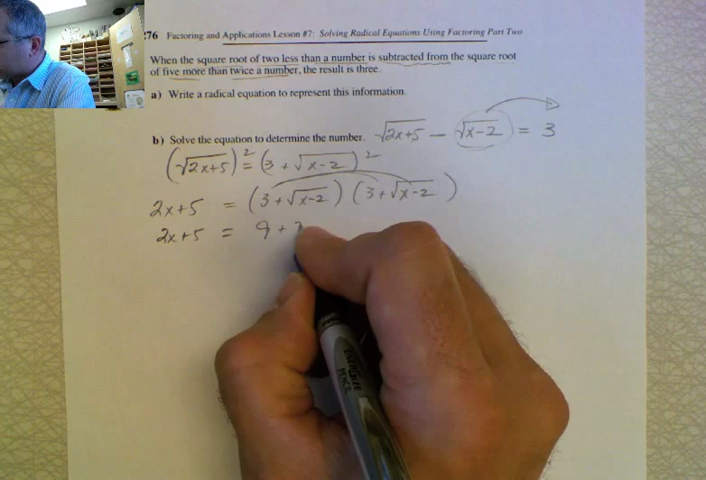 276 Factoring and Applications Lesson #7: Solving Radical Equations Using Factoring Part Two
When the square root of two less than a number is subtracted from the square root
of five more than twice a number, the result is three.
a) Write a radical equation to represent this information.
b) Solve the equation to determine the number. √2x+5 − √x−2 = 3
(√2x+5)² = (3 + √x−2)²
2x+5 = (3+√x−2)(3+√x−2)
2x+5 = 9+
PENCIL